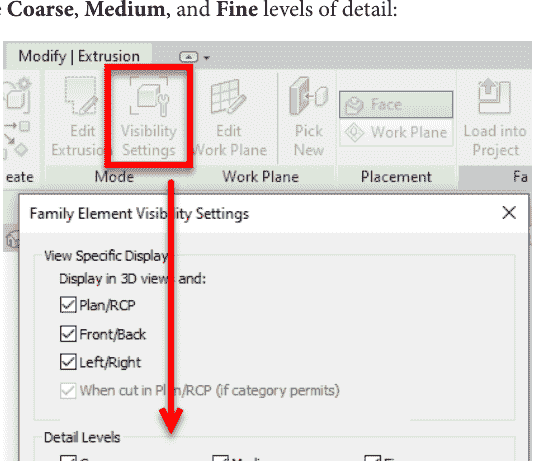 Coarse, Medium, and Fine levels of detail:
Modify | Extrusion
Edit Visibility Edit Pick Face Load into
Extrusion Settings Work Plane New Work Plane Project
eate Mode Work Plane Placement Fa
Family Element Visibility Settings
View Specific Display
Display in 3D views and:
Plan/RCP
Front/Back
Left/Right
When cut in Plan/RCP (if category permits)
Detail Levels